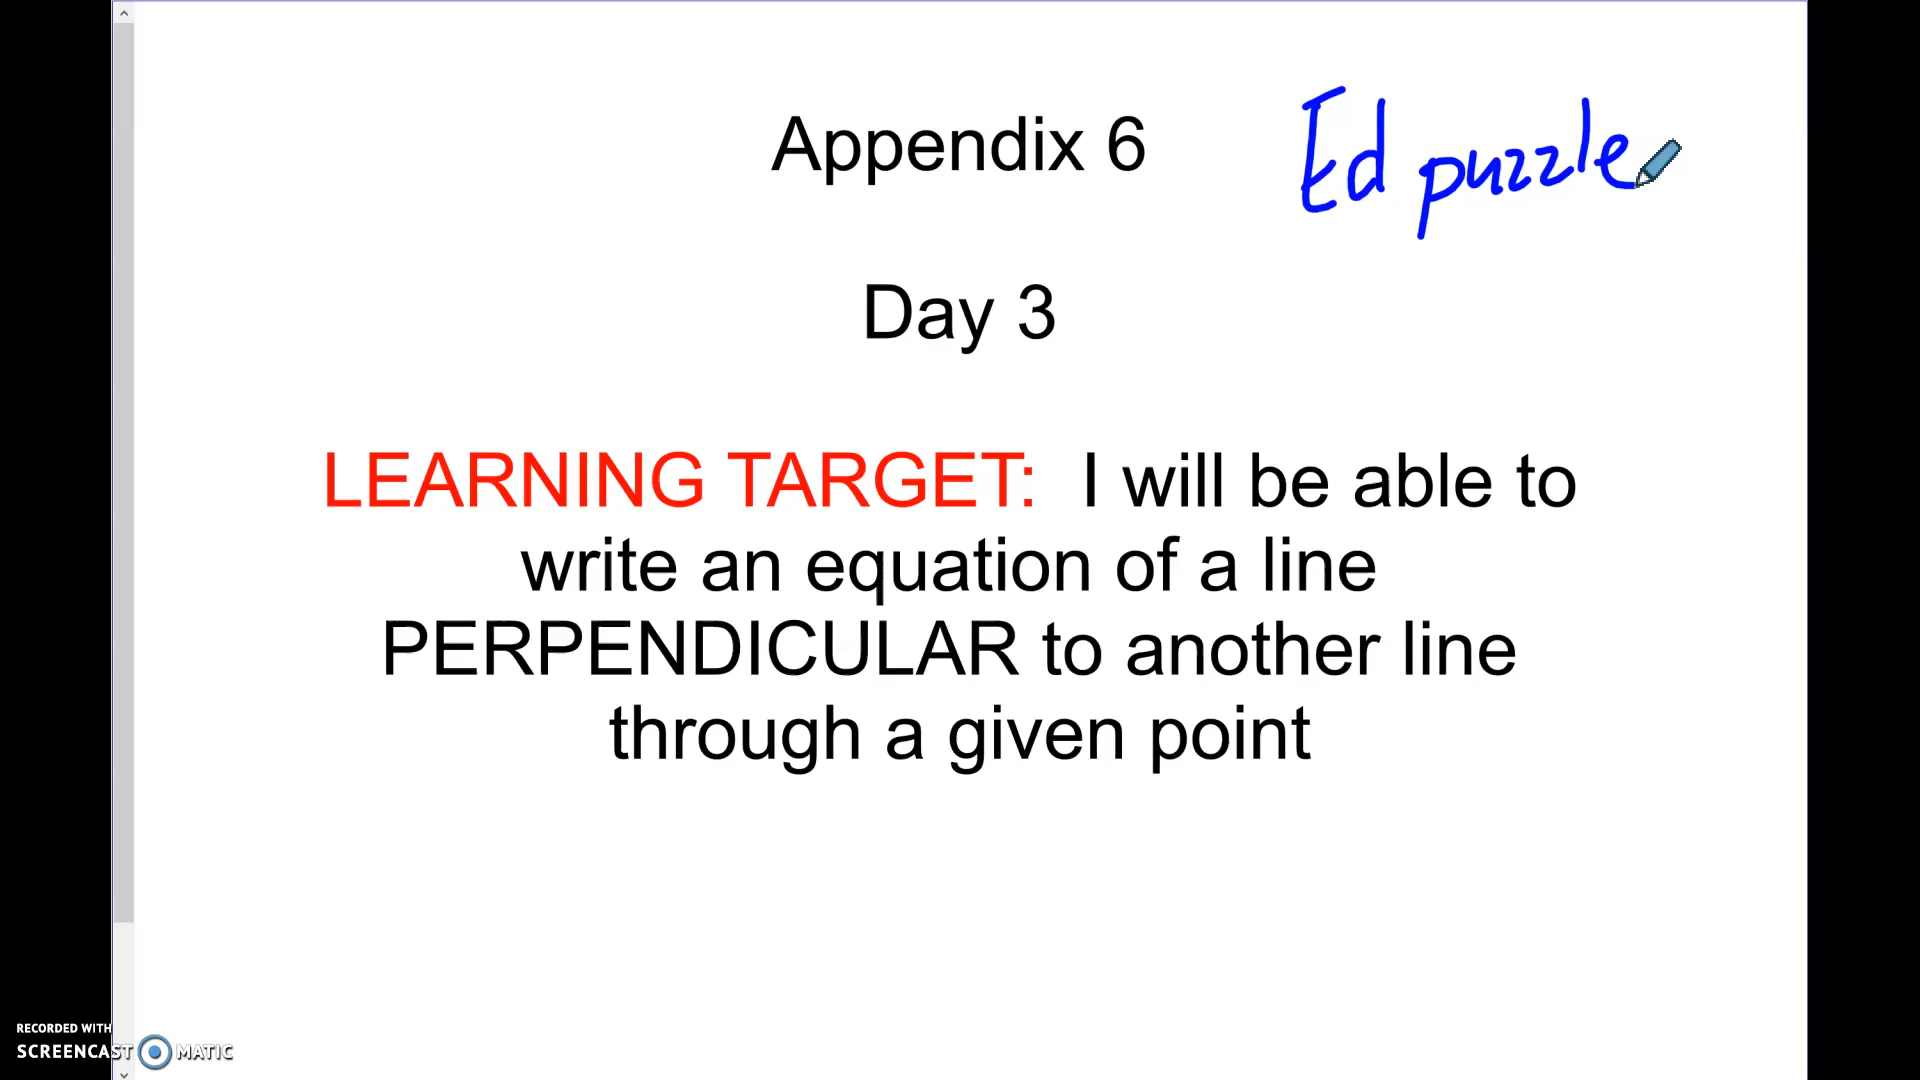 Appendix 6
Ed puzzle
Day 3
LEARNING TARGET: I will be able to
write an equation of a line
PERPENDICULAR to another line
through a given point
RECORDED WITH
SCREENCAST MATIC